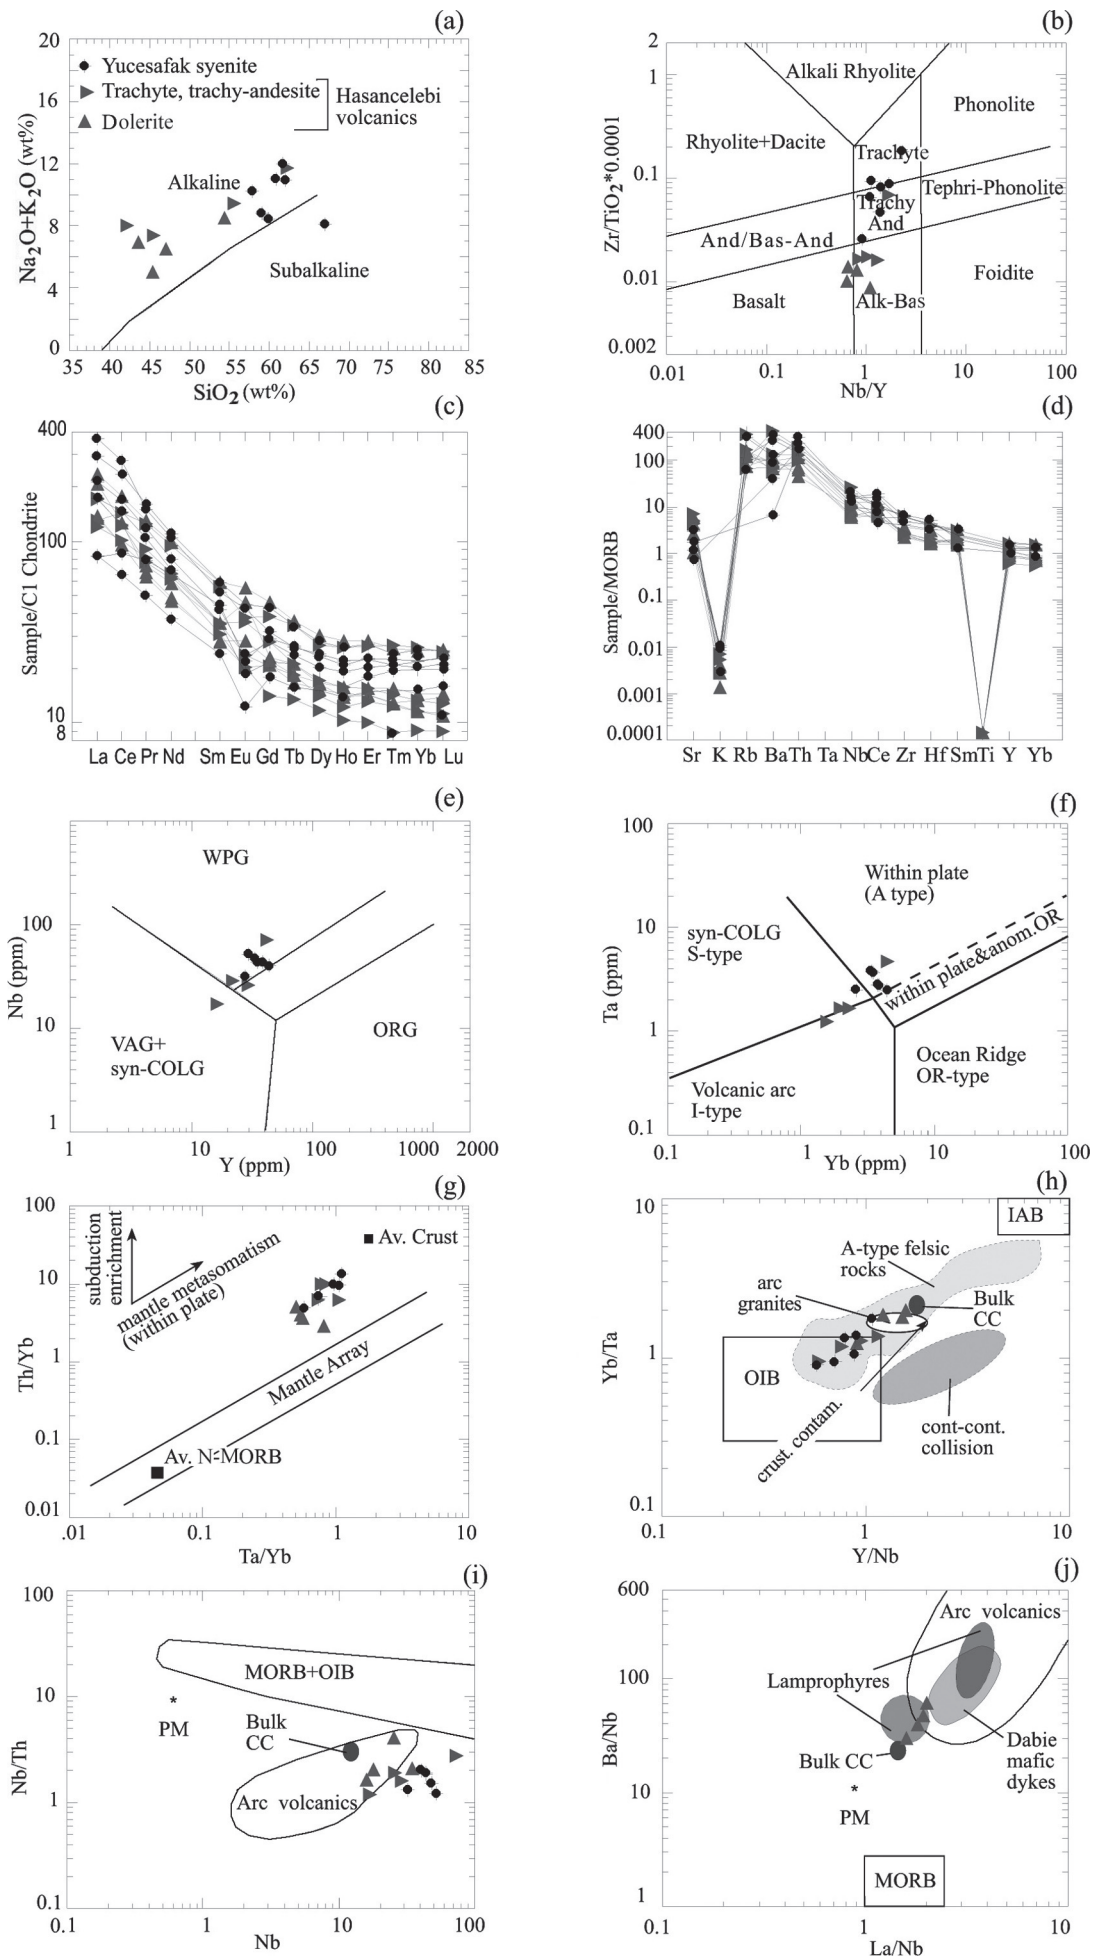 (a)
20
16
12
8
4
0
Na2O+K2O (wt%)
Yucesafak syenite
Trachyte, trachy-andesite
Dolerite
Hasancelebi
volcanics
Alkaline
Subalkaline
35 40 45 50 55 60 65 70 75 80 85
SiO2 (wt%)
(b)
2
1
0.1
0.01
0.002
Zr/TiO2*0.0001
Alkali Rhyolite
Phonolite
Rhyolite+Dacite
Trachyte
Tephri-Phonolite
Trachy
And
And/Bas-And
Foidite
Basalt
Alk-Bas
0.01 0.1 1 10 100
Nb/Y
(c)
400
100
10
8
Sample/C1 Chondrite
La Ce Pr Nd Sm Eu Gd Tb Dy Ho Er Tm Yb Lu
(d)
400
100
10
1
0.1
0.01
0.001
0.0001
Sample/MORB
Sr K Rb Ba Th Ta Nb Ce Zr Hf Sm Ti Y Yb
(e)
100
10
1
Nb (ppm)
WPG
VAG+
syn-COLG
ORG
1 10 100 1000 2000
Y (ppm)
(f)
100
10
1
0.1
Ta (ppm)
Within plate
(A type)
syn-COLG
S-type
within plate&anom.OR
Volcanic arc
I-type
Ocean Ridge
OR-type
0.1 1 10 100
Yb (ppm)
(g)
100
10
1
0.1
0.01
Th/Yb
subduction
enrichment
mantle metasomatism
(within plate)
Av. Crust
Mantle Array
Av. N-MORB
.01 0.1 1 10
Ta/Yb
(h)
10
1
0.1
Yb/Ta
IAB
A-type felsic
rocks
arc
granites
Bulk
CC
OIB
crust. contam.
cont-cont.
collision
0.1 1 10
Y/Nb
(i)
100
10
1
0.1
Nb/Th
MORB+OIB
*
PM
Bulk
CC
Arc volcanics
0.1 1 10 100
Nb
(j)
600
100
10
1
Ba/Nb
Arc volcanics
Lamprophyres
Bulk CC
Dabie
mafic
dykes
*
PM
MORB
0.1 1 10
La/Nb